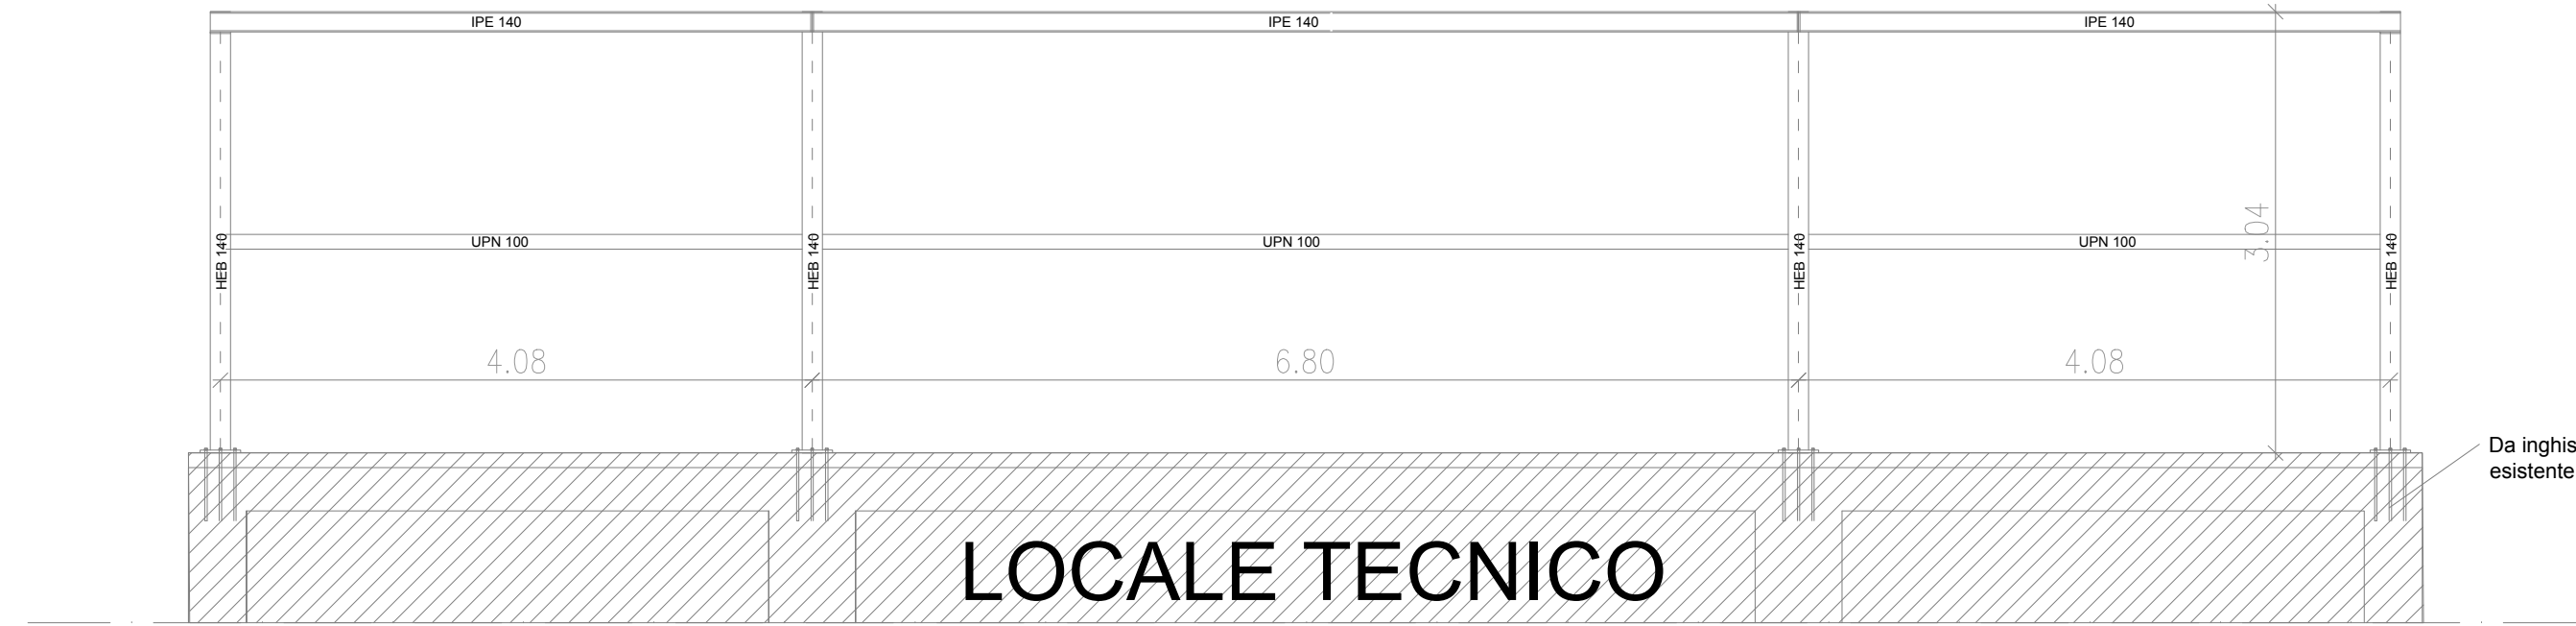 IPE 140
IPE 140
IPE 140
3.04
UPN 100
UPN 100
UPN 100
HEB 140
HEB 140
HEB 140
HEB 140
4.08
6.80
4.08
Da inghis
esistente
LOCALE TECNICO